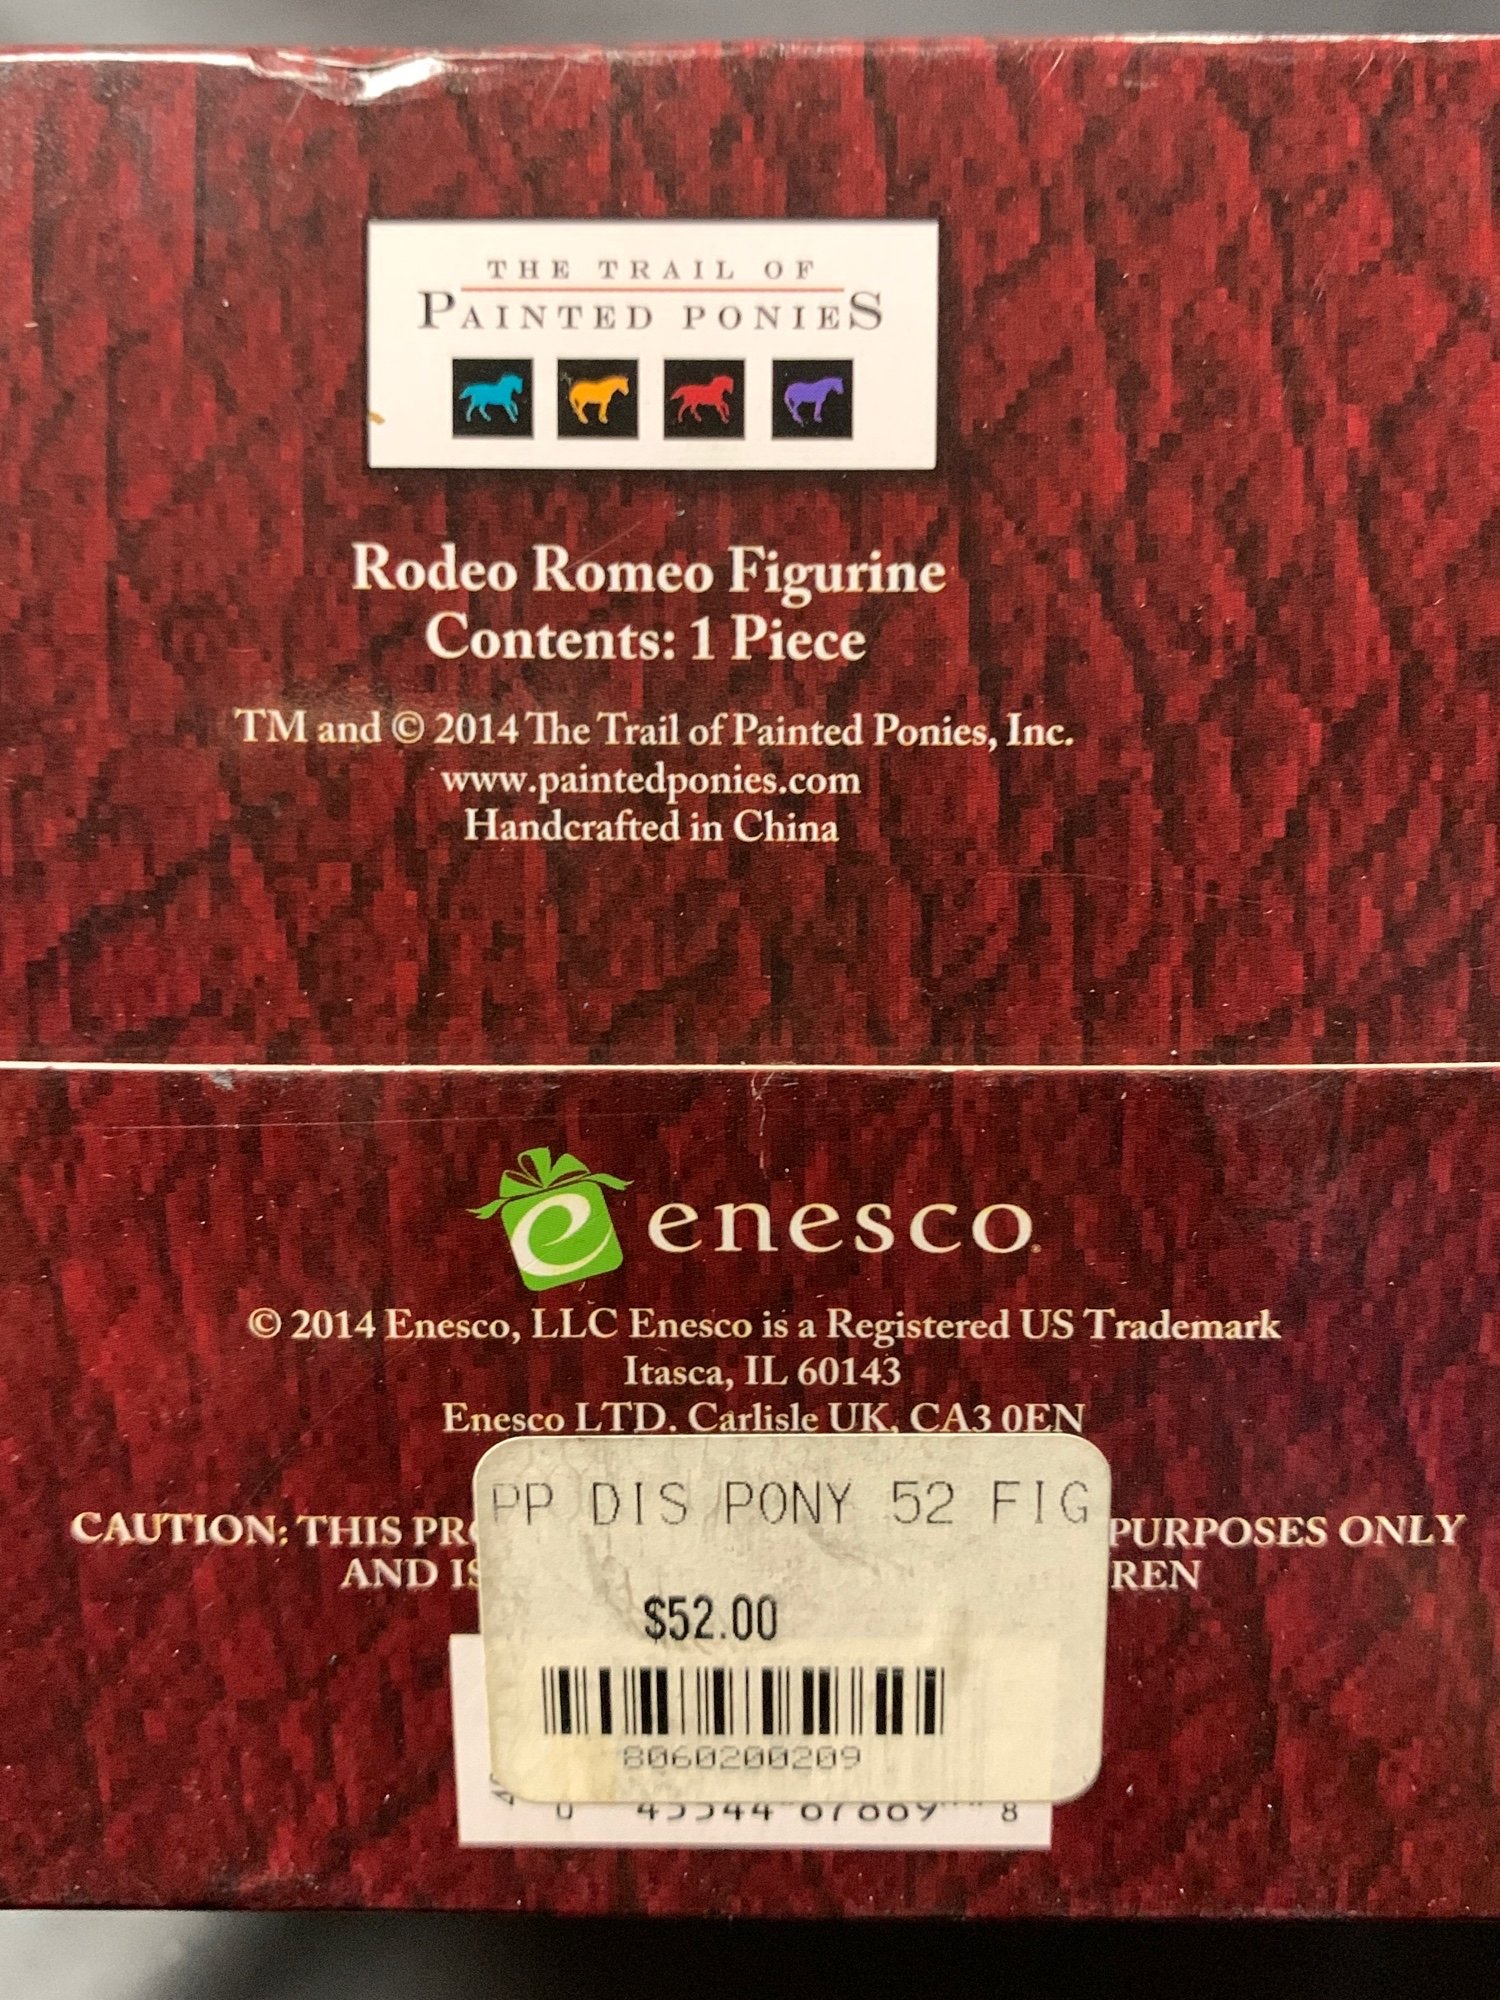 THE TRAIL OF
PAINTED PONIES
Rodeo Romeo Figurine
Contents: 1 Piece
TM and © 2014 The Trail of Painted Ponies, Inc.
www.paintedponies.com
Handcrafted in China
e enesco.
© 2014 Enesco, LLC Enesco is a Registered US Trademark
Itasca, IL 60143
Enesco LTD. Carlisle UK, CA3 0EN
PP DIS PONY 52 FIG
CAUTION: THIS PURPOSES ONLY
AND
$52.00
8060200209
8